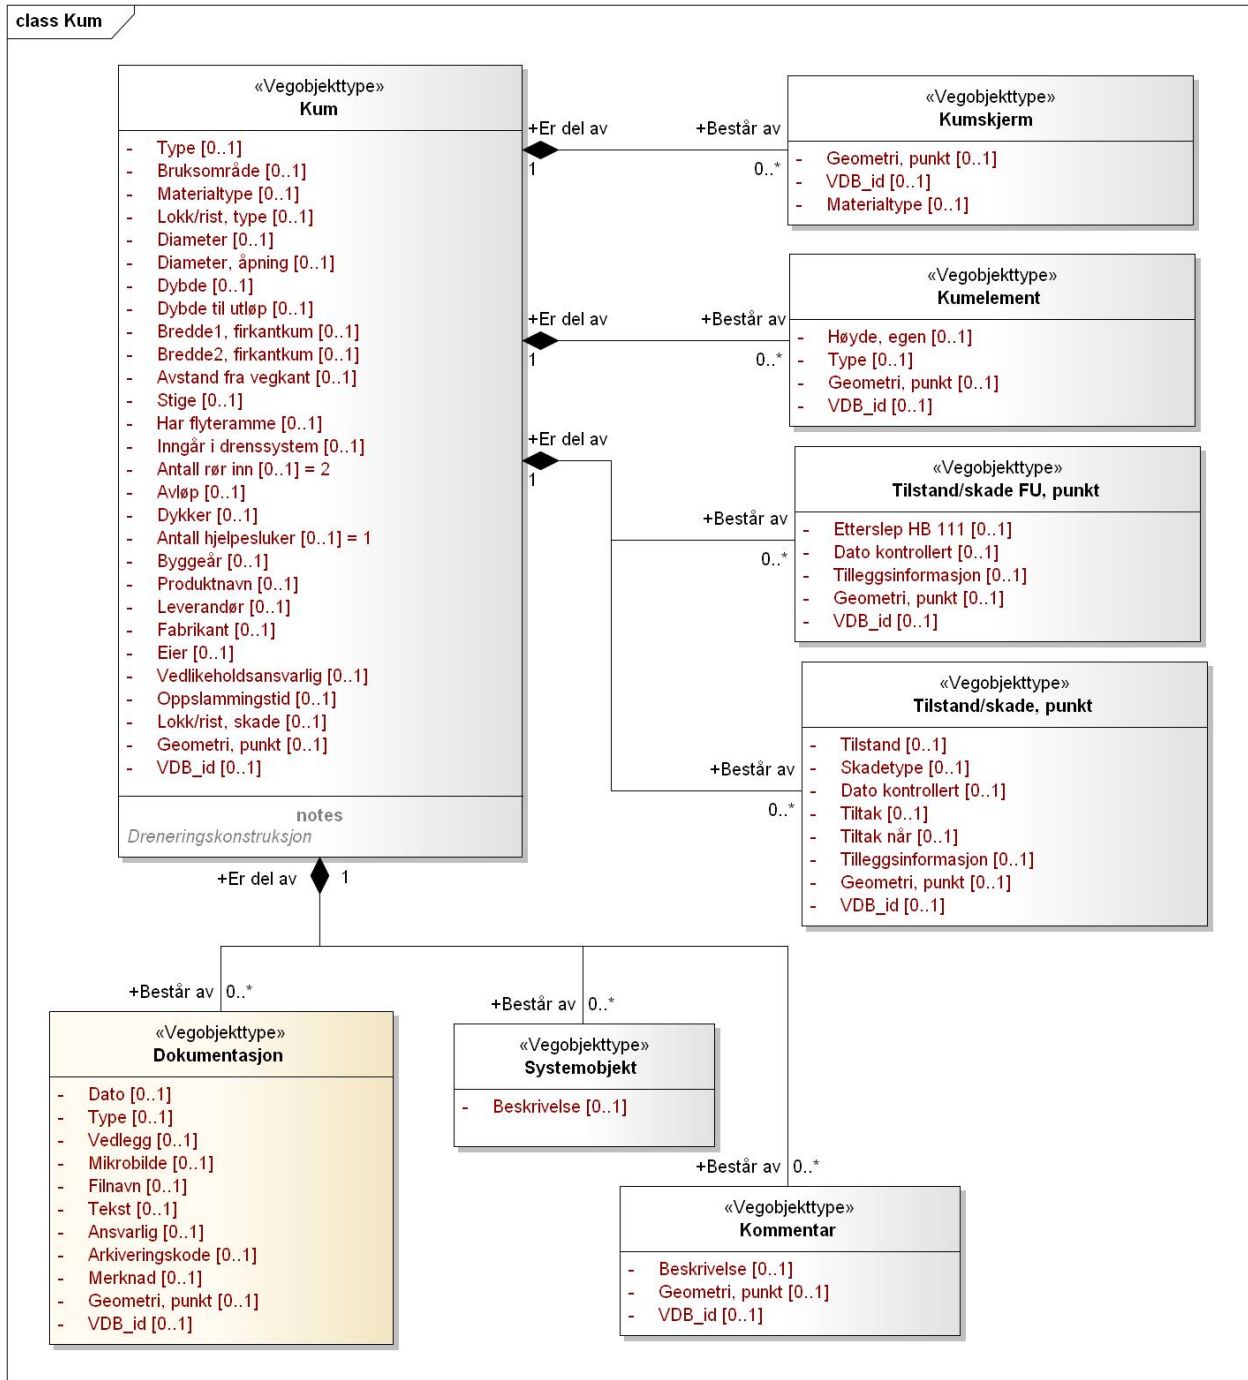 class Kum
«Vegobjekttype»
Kum
- Type [0..1]
- Bruksområde [0..1]
- Materialtype [0..1]
- Lokk/rist, type [0..1]
- Diameter [0..1]
- Diameter, åpning [0..1]
- Dybde [0..1]
- Dybde til utløp [0..1]
- Bredde1, firkantkum [0..1]
- Bredde2, firkantkum [0..1]
- Avstand fra vegkant [0..1]
- Stige [0..1]
- Har flyteramme [0..1]
- Inngår i drenssystem [0..1]
- Antall rør inn [0..1] = 2
- Avløp [0..1]
- Dykker [0..1]
- Antall hjelpesluker [0..1] = 1
- Byggeår [0..1]
- Produktnavn [0..1]
- Leverandør [0..1]
- Fabrikant [0..1]
- Eier [0..1]
- Vedlikeholdsansvarlig [0..1]
- Oppslammingstid [0..1]
- Lokk/rist, skade [0..1]
- Geometri, punkt [0..1]
- VDB_id [0..1]
notes
Dreneringskonstruksjon
+Er del av
1
+Består av
0..*
«Vegobjekttype»
Kumskjerm
- Geometri, punkt [0..1]
- VDB_id [0..1]
- Materialtype [0..1]
+Er del av
1
+Består av
0..*
«Vegobjekttype»
Kumelement
- Høyde, egen [0..1]
- Type [0..1]
- Geometri, punkt [0..1]
- VDB_id [0..1]
+Er del av
1
+Består av
0..*
«Vegobjekttype»
Tilstand/skade FU, punkt
- Etterslep HB 111 [0..1]
- Dato kontrollert [0..1]
- Tilleggsinformasjon [0..1]
- Geometri, punkt [0..1]
- VDB_id [0..1]
+Består av
0..*
«Vegobjekttype»
Tilstand/skade, punkt
- Tilstand [0..1]
- Skadetype [0..1]
- Dato kontrollert [0..1]
- Tiltak [0..1]
- Tiltak når [0..1]
- Tilleggsinformasjon [0..1]
- Geometri, punkt [0..1]
- VDB_id [0..1]
+Er del av 1
+Består av 0..*
«Vegobjekttype»
Dokumentasjon
- Dato [0..1]
- Type [0..1]
- Vedlegg [0..1]
- Mikrobilde [0..1]
- Filnavn [0..1]
- Tekst [0..1]
- Ansvarlig [0..1]
- Arkiveringskode [0..1]
- Merknad [0..1]
- Geometri, punkt [0..1]
- VDB_id [0..1]
+Består av 0..*
«Vegobjekttype»
Systemobjekt
- Beskrivelse [0..1]
+Består av 0..*
«Vegobjekttype»
Kommentar
- Beskrivelse [0..1]
- Geometri, punkt [0..1]
- VDB_id [0..1]